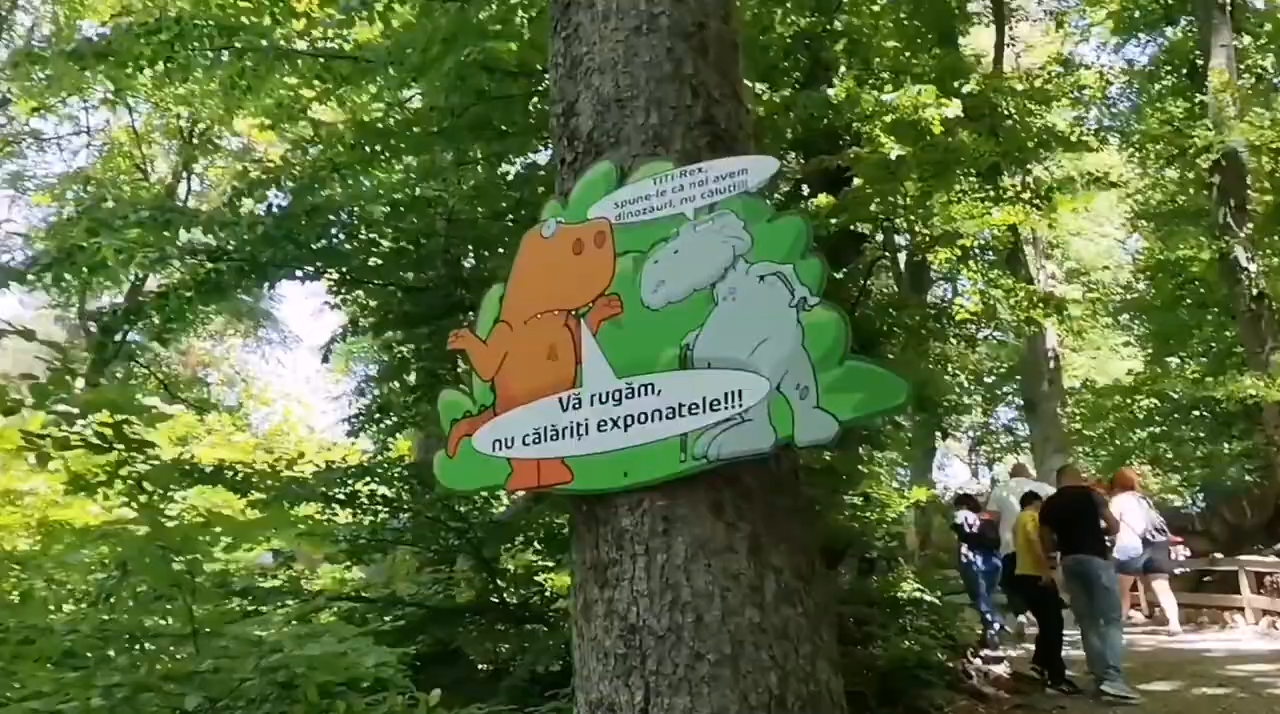 TITI-Rex,
spune-le că noi avem
dinozauri, nu căluți!!!
Vă rugăm,
nu călăriți exponatele!!!